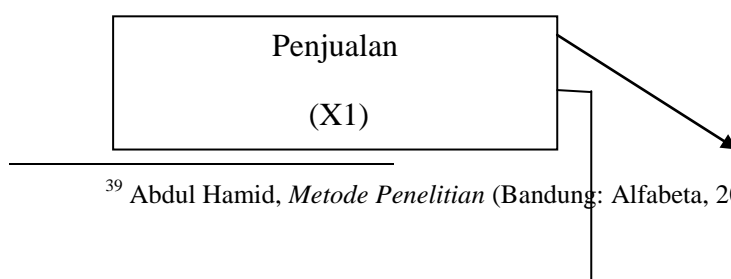 Penjualan
(X1)
39 Abdul Hamid, Metode Penelitian (Bandung: Alfabeta,